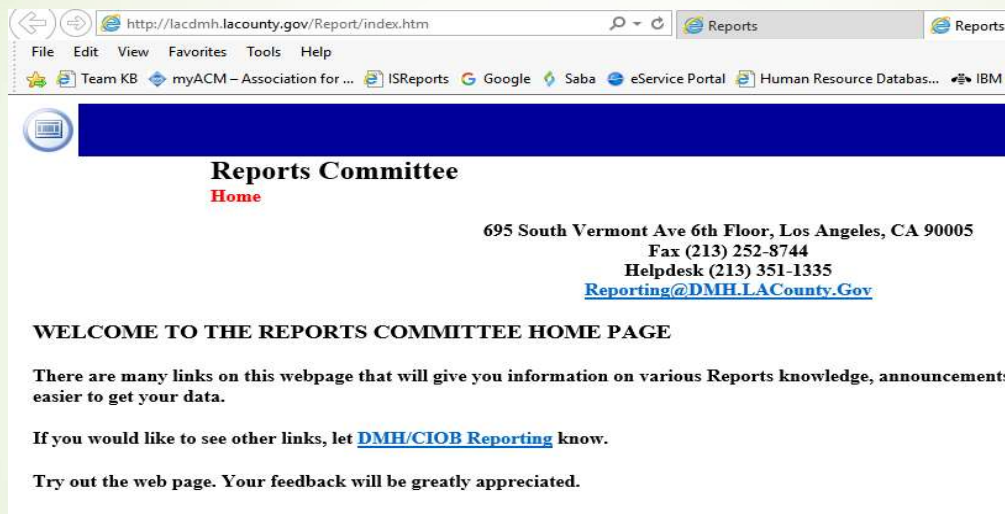 http://lacdmh.lacounty.gov/Report/index.htm Reports Reports
File Edit View Favorites Tools Help
Team KB myACM – Association for ... ISReports Google Saba eService Portal Human Resource Databas... IBM
Reports Committee
Home
695 South Vermont Ave 6th Floor, Los Angeles, CA 90005
Fax (213) 252-8744
Helpdesk (213) 351-1335
Reporting@DMH.LACounty.Gov
WELCOME TO THE REPORTS COMMITTEE HOME PAGE
There are many links on this webpage that will give you information on various Reports knowledge, announcements
easier to get your data.
If you would like to see other links, let DMH/CIOB Reporting know.
Try out the web page. Your feedback will be greatly appreciated.